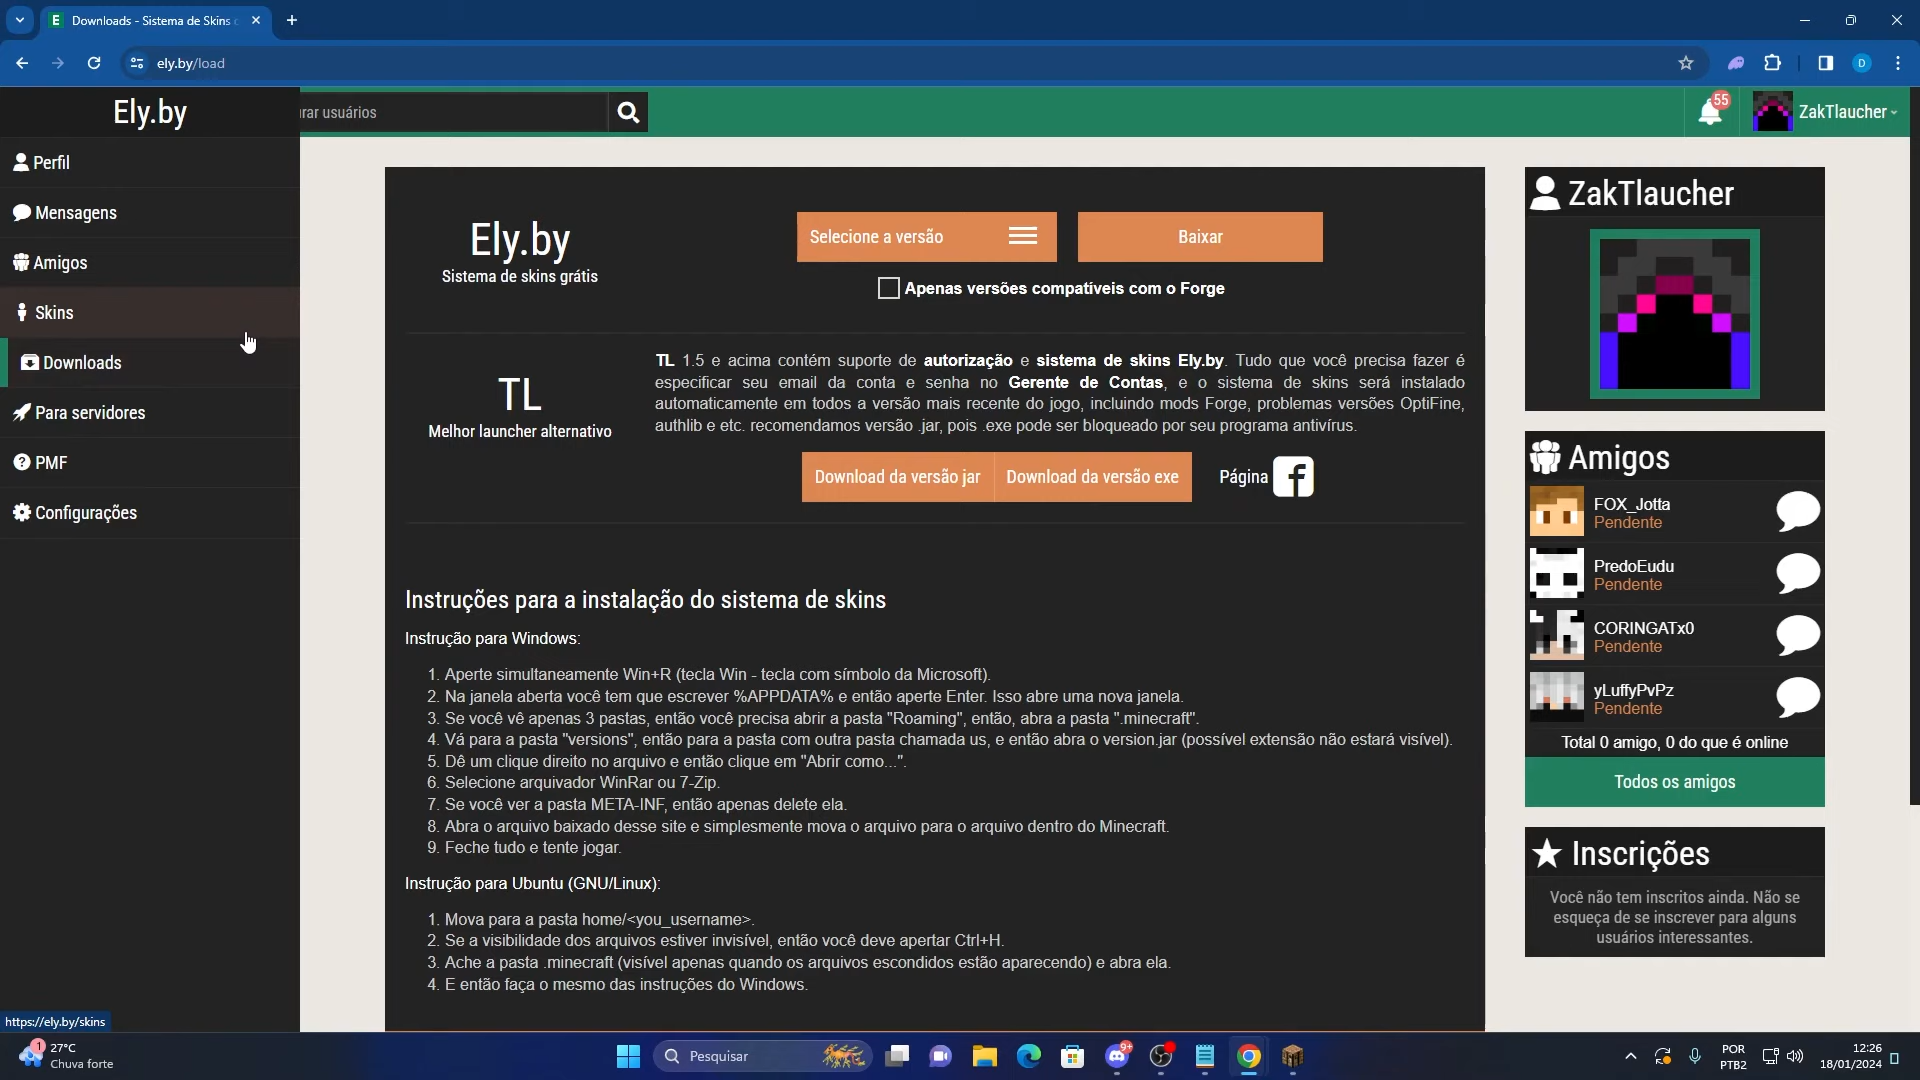 Downloads - Sistema de Skins
ely.by/load
Ely.by
rar usuários
55
ZakTlaucher
Perfil
Mensagens
Amigos
Skins
Downloads
Para servidores
PMF
Configurações
Ely.by
Sistema de skins grátis
Selecione a versão
Baixar
Apenas versões compatíveis com o Forge
TL
Melhor launcher alternativo
TL 1.5 e acima contém suporte de autorização e sistema de skins Ely.by. Tudo que você precisa fazer é
especificar seu email da conta e senha no Gerente de Contas, e o sistema de skins será instalado
automaticamente em todos a versão mais recente do jogo, incluindo mods Forge, problemas versões OptiFine,
authlib e etc. recomendamos versão .jar, pois .exe pode ser bloqueado por seu programa antivírus.
Download da versão jar
Download da versão exe
Página
Instruções para a instalação do sistema de skins
Instrução para Windows:
1. Aperte simultaneamente Win+R (tecla Win - tecla com símbolo da Microsoft).
2. Na janela aberta você tem que escrever %APPDATA% e então aperte Enter. Isso abre uma nova janela.
3. Se você vê apenas 3 pastas, então você precisa abrir a pasta "Roaming", então, abra a pasta ".minecraft".
4. Vá para a pasta "versions", então para a pasta com outra pasta chamada us, e então abra o version.jar (possível extensão não estará visível).
5. Dê um clique direito no arquivo e então clique em "Abrir como...".
6. Selecione arquivador WinRar ou 7-Zip.
7. Se você ver a pasta META-INF, então apenas delete ela.
8. Abra o arquivo baixado desse site e simplesmente mova o arquivo para o arquivo dentro do Minecraft.
9. Feche tudo e tente jogar.
Instrução para Ubuntu (GNU/Linux):
1. Mova para a pasta home/<you_username>.
2. Se a visibilidade dos arquivos estiver invisível, então você deve apertar Ctrl+H.
3. Ache a pasta .minecraft (visível apenas quando os arquivos escondidos estão aparecendo) e abra ela.
4. E então faça o mesmo das instruções do Windows.
ZakTlaucher
Amigos
FOX_Jotta
Pendente
PredoEudu
Pendente
CORINGATx0
Pendente
yLuffyPvPz
Pendente
Total 0 amigo, 0 do que é online
Todos os amigos
Inscrições
Você não tem inscritos ainda. Não se
esqueça de se inscrever para alguns
usuários interessantes.
https://ely.by/skins
1
27°C
Chuva forte
Pesquisar
9+
POR
PTB2
12:26
18/01/2024